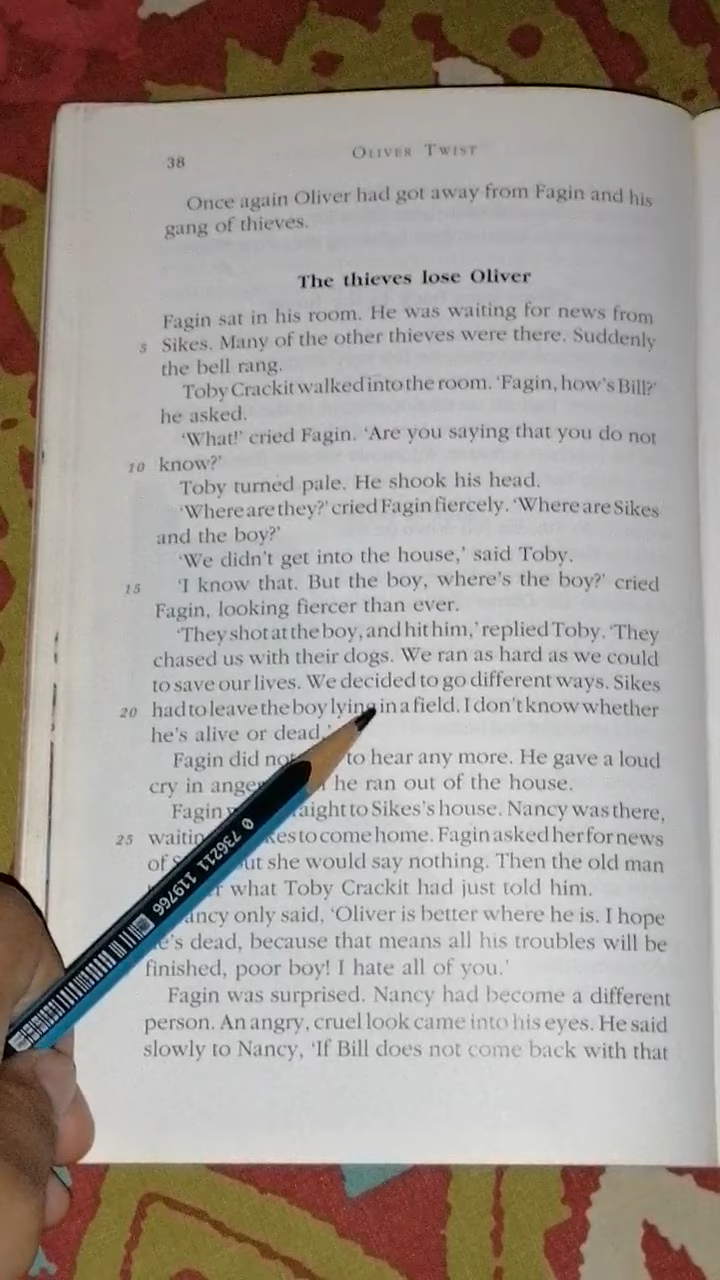 38
OLIVER TWIST
Once again Oliver had got away from Fagin and his
gang of thieves.
The thieves lose Oliver
Fagin sat in his room. He was waiting for news from
5 Sikes. Many of the other thieves were there. Suddenly
the bell rang.
Toby Crackit walked into the room. ‘Fagin, how's Bill?’
he asked.
‘What!’ cried Fagin. ‘Are you saying that you do not
10 know?’
Toby turned pale. He shook his head.
‘Where are they?’ cried Fagin fiercely. ‘Where are Sikes
and the boy?’
‘We didn't get into the house,’ said Toby.
15 ‘I know that. But the boy, where's the boy?’ cried
Fagin, looking fiercer than ever.
‘They shot at the boy, and hit him,’ replied Toby. ‘They
chased us with their dogs. We ran as hard as we could
to save our lives. We decided to go different ways. Sikes
20 had to leave the boy lying in a field. I don't know whether
he's alive or dead.’
Fagin did to hear any more. He gave a loud
cry in he ran out of the house.
Fagin to Sikes's house. Nancy was there,
25 to come home. Fagin asked her for news
of she would say nothing. Then the old man
what Toby Crackit had just told him.
only said, ‘Oliver is better where he is. I hope
dead, because that means all his troubles will be
finished, poor boy! I hate all of you.’
Fagin was surprised. Nancy had become a different
person. An angry, cruel look came into his eyes. He said
slowly to Nancy, ‘If Bill does not come back with that
0 736211 119766